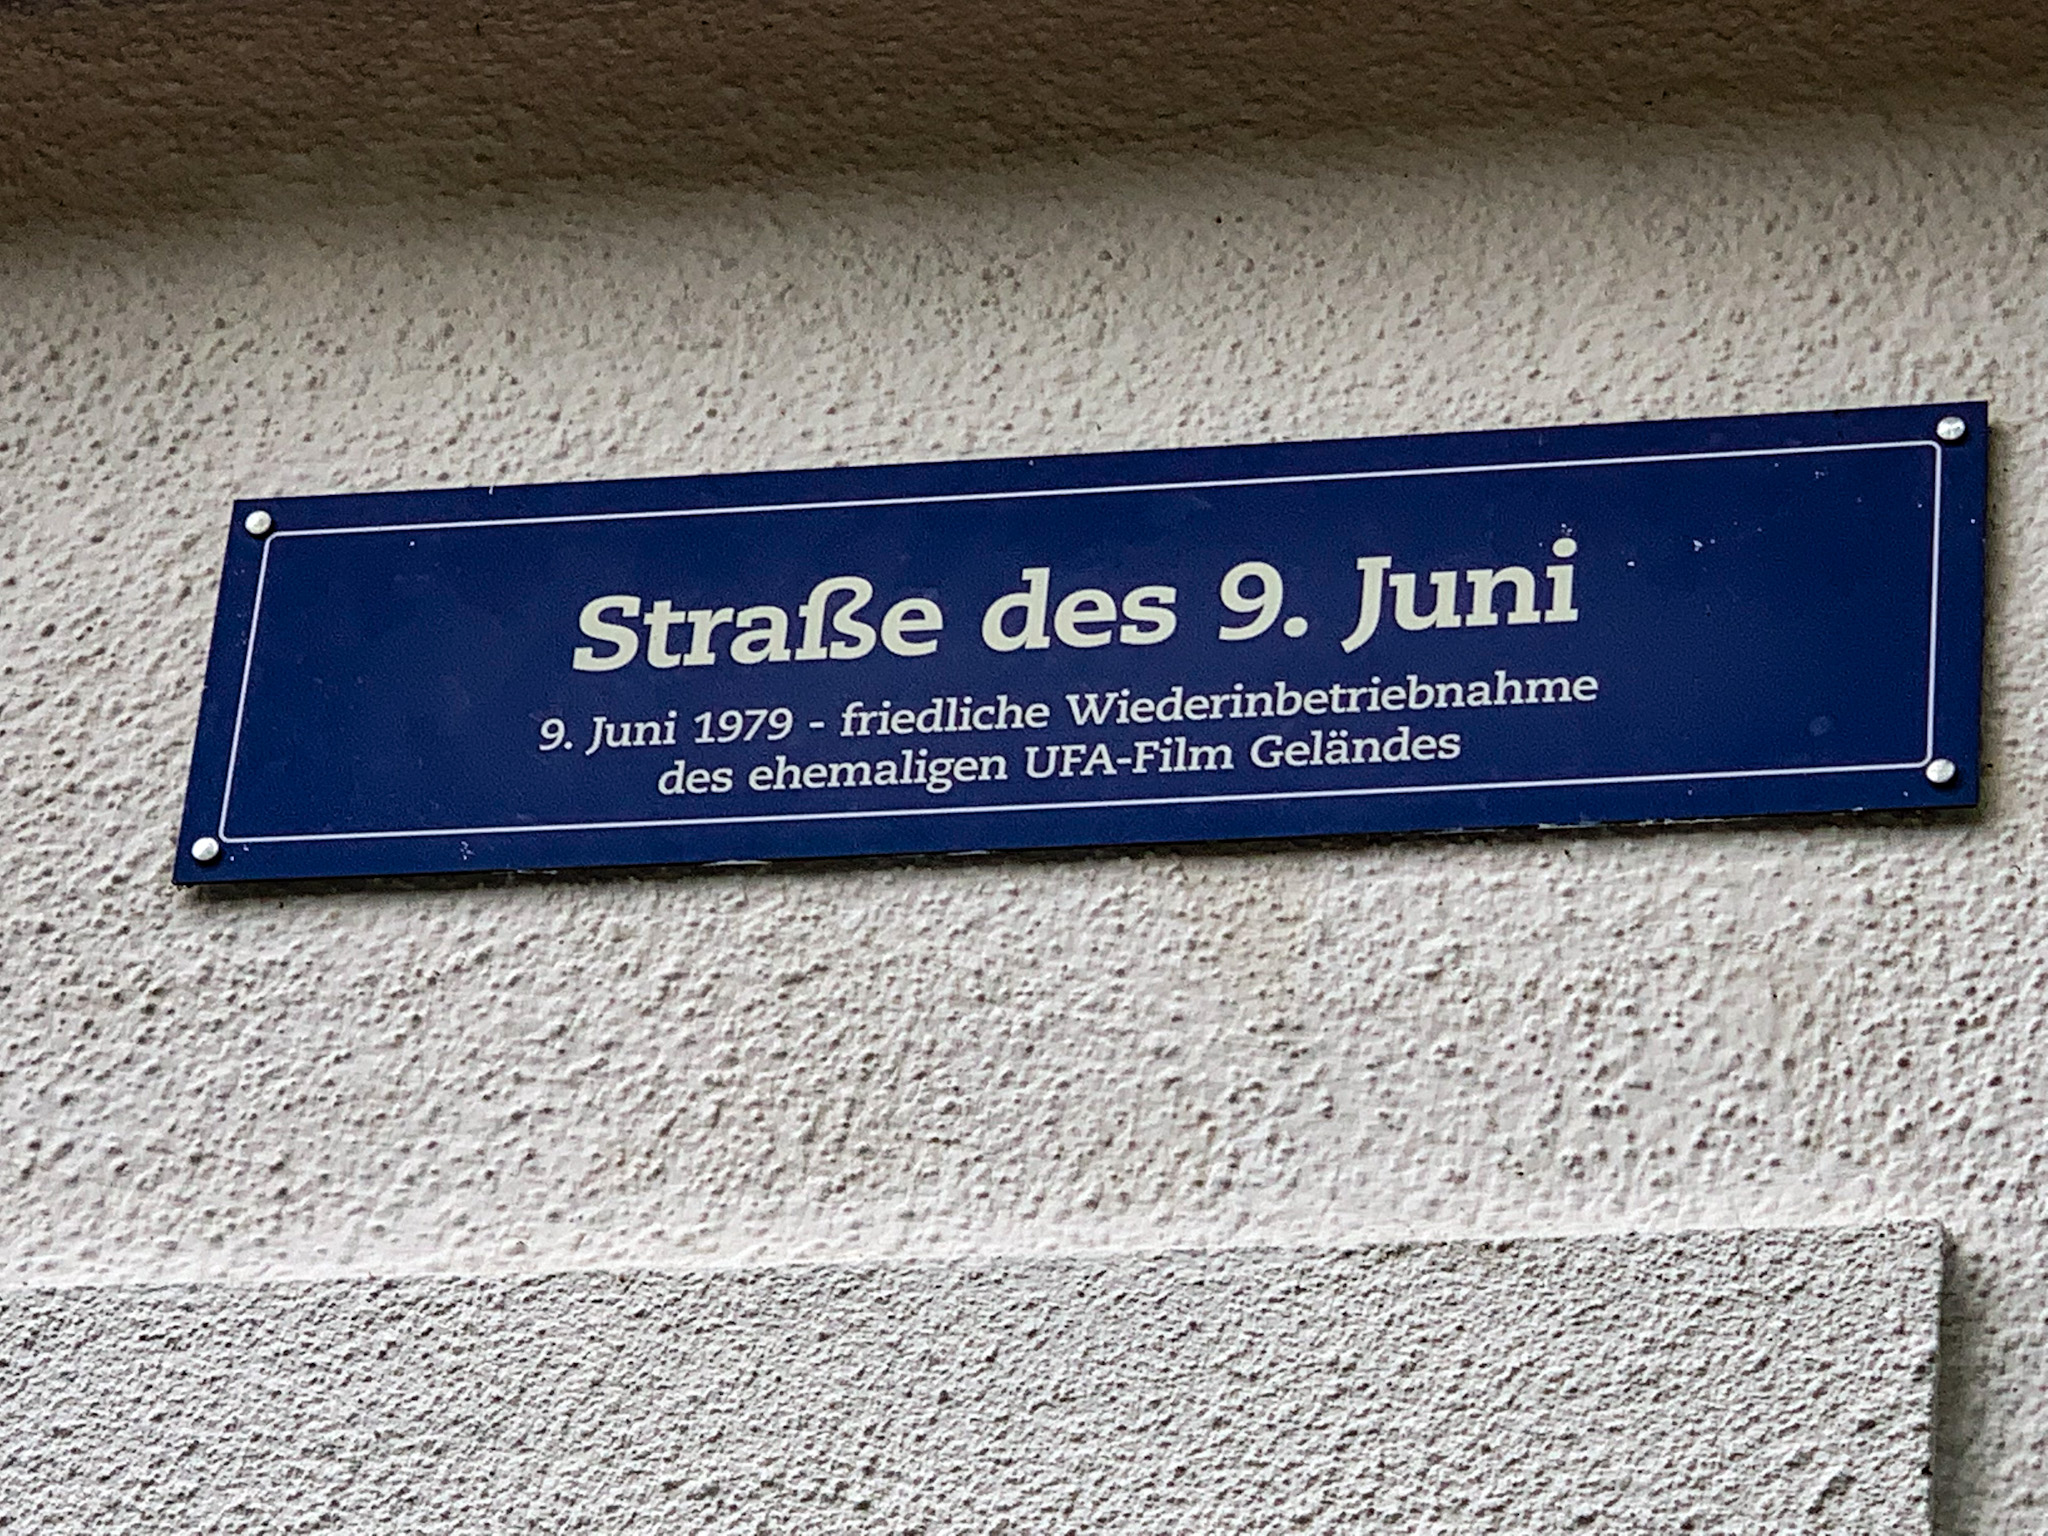 Straße des 9. Juni
9. Juni 1979 - friedliche Wiederinbetriebnahme
des ehemaligen UFA-Film Geländes